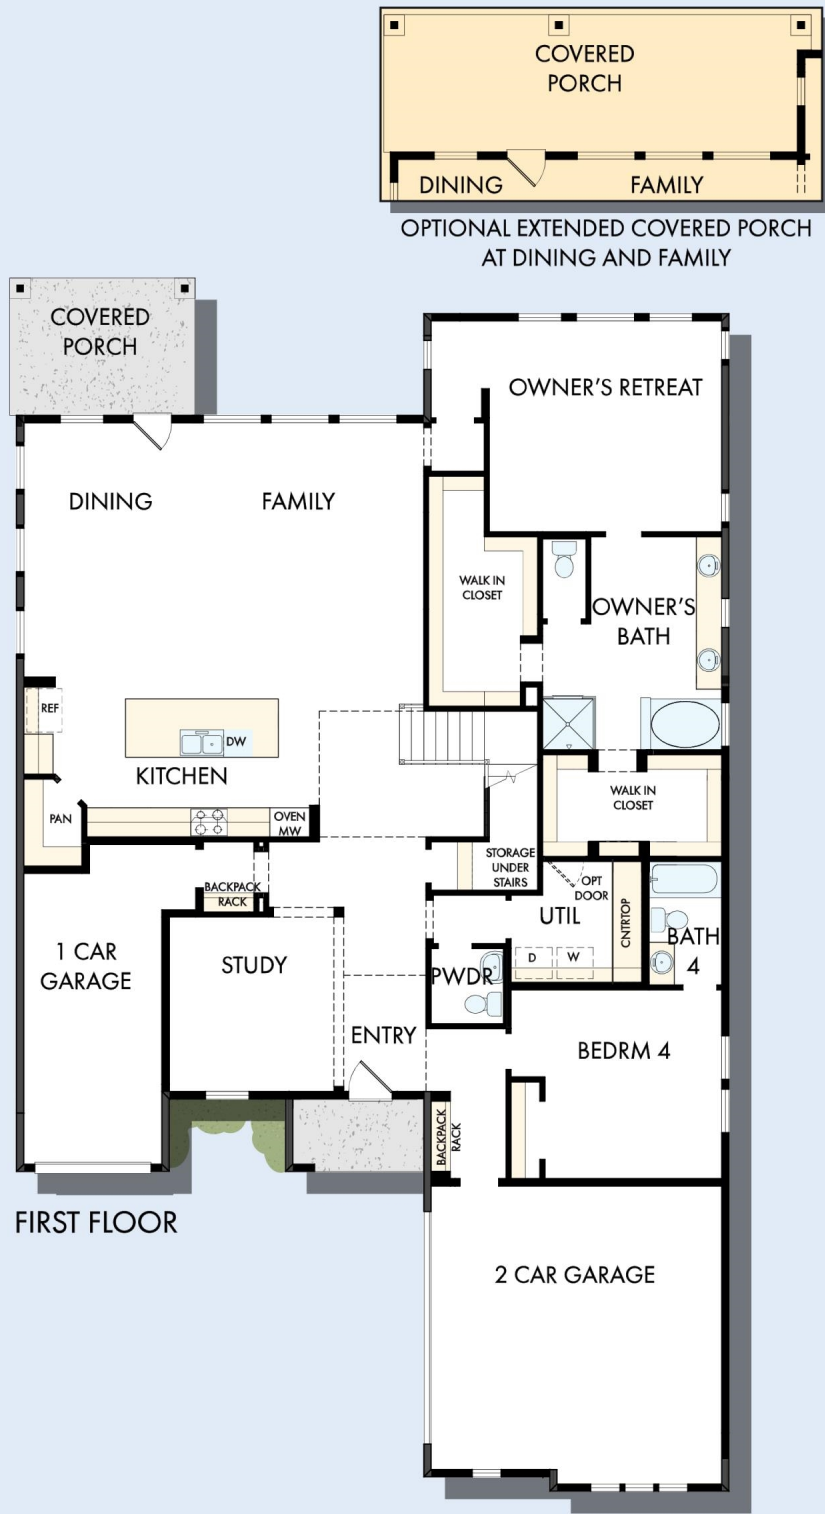 COVERED
PORCH
DINING
FAMILY
OPTIONAL EXTENDED COVERED PORCH
AT DINING AND FAMILY
COVERED
PORCH
OWNER'S RETREAT
DINING
FAMILY
WALK IN
CLOSET
OWNER'S
BATH
REF
DW
KITCHEN
PAN
OVEN
MW
WALK IN
CLOSET
STORAGE
UNDER
STAIRS
BACKPACK
RACK
OPT
DOOR
UTIL
CNTRTOP
D
W
BATH
4
1 CAR
GARAGE
STUDY
PWDR
ENTRY
BEDRM 4
BACKPACK
RACK
FIRST FLOOR
2 CAR GARAGE